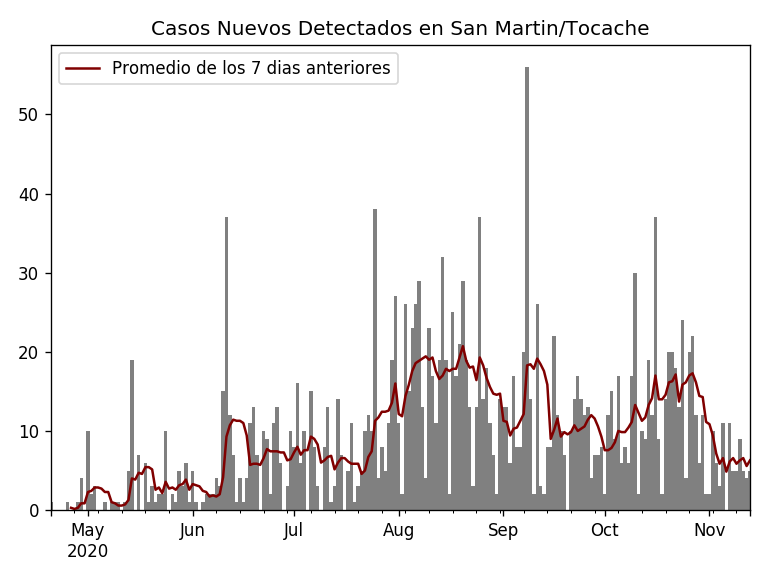 Casos Nuevos Detectados en San Martin/Tocache
Promedio de los 7 dias anteriores
50
40
30
20
10
0
May Jun Jul Aug Sep Oct Nov
2020